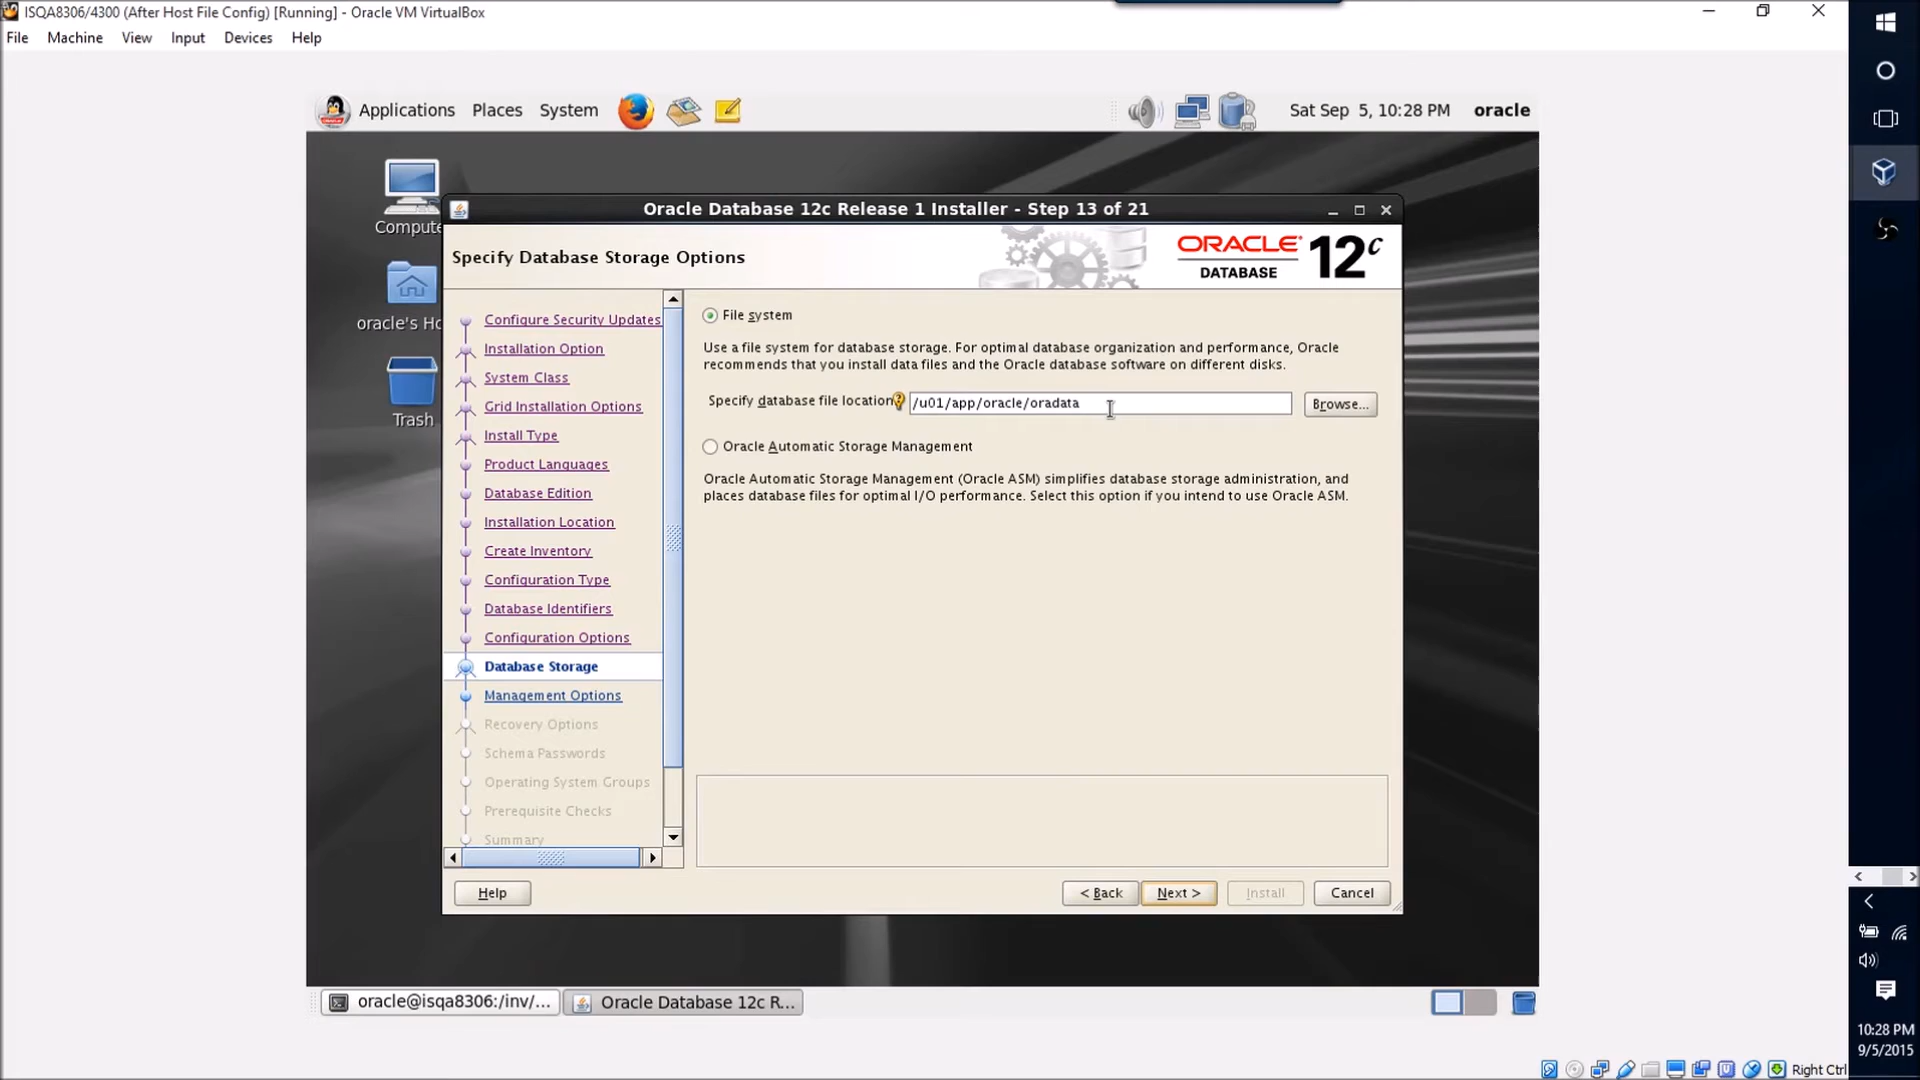 ISQA8306/4300 (After Host File Config) [Running] - Oracle VM VirtualBox
File Machine View Input Devices Help
Applications Places System
Sat Sep 5, 10:28 PM oracle
Oracle Database 12c Release 1 Installer - Step 13 of 21
Specify Database Storage Options
ORACLE DATABASE 12c
Compute
oracle's Ho
Trash
Configure Security Updates
Installation Option
System Class
Grid Installation Options
Install Type
Product Languages
Database Edition
Installation Location
Create Inventory
Configuration Type
Database Identifiers
Configuration Options
Database Storage
Management Options
Recovery Options
Schema Passwords
Operating System Groups
Prerequisite Checks
Summary
File system
Use a file system for database storage. For optimal database organization and performance, Oracle
recommends that you install data files and the Oracle database software on different disks.
Specify database file location /u01/app/oracle/oradata Browse...
Oracle Automatic Storage Management
Oracle Automatic Storage Management (Oracle ASM) simplifies database storage administration, and
places database files for optimal I/O performance. Select this option if you intend to use Oracle ASM.
Help < Back Next > Install Cancel
oracle@isqa8306:/inv/... Oracle Database 12c R...
10:28 PM
9/5/2015
Right Ctrl